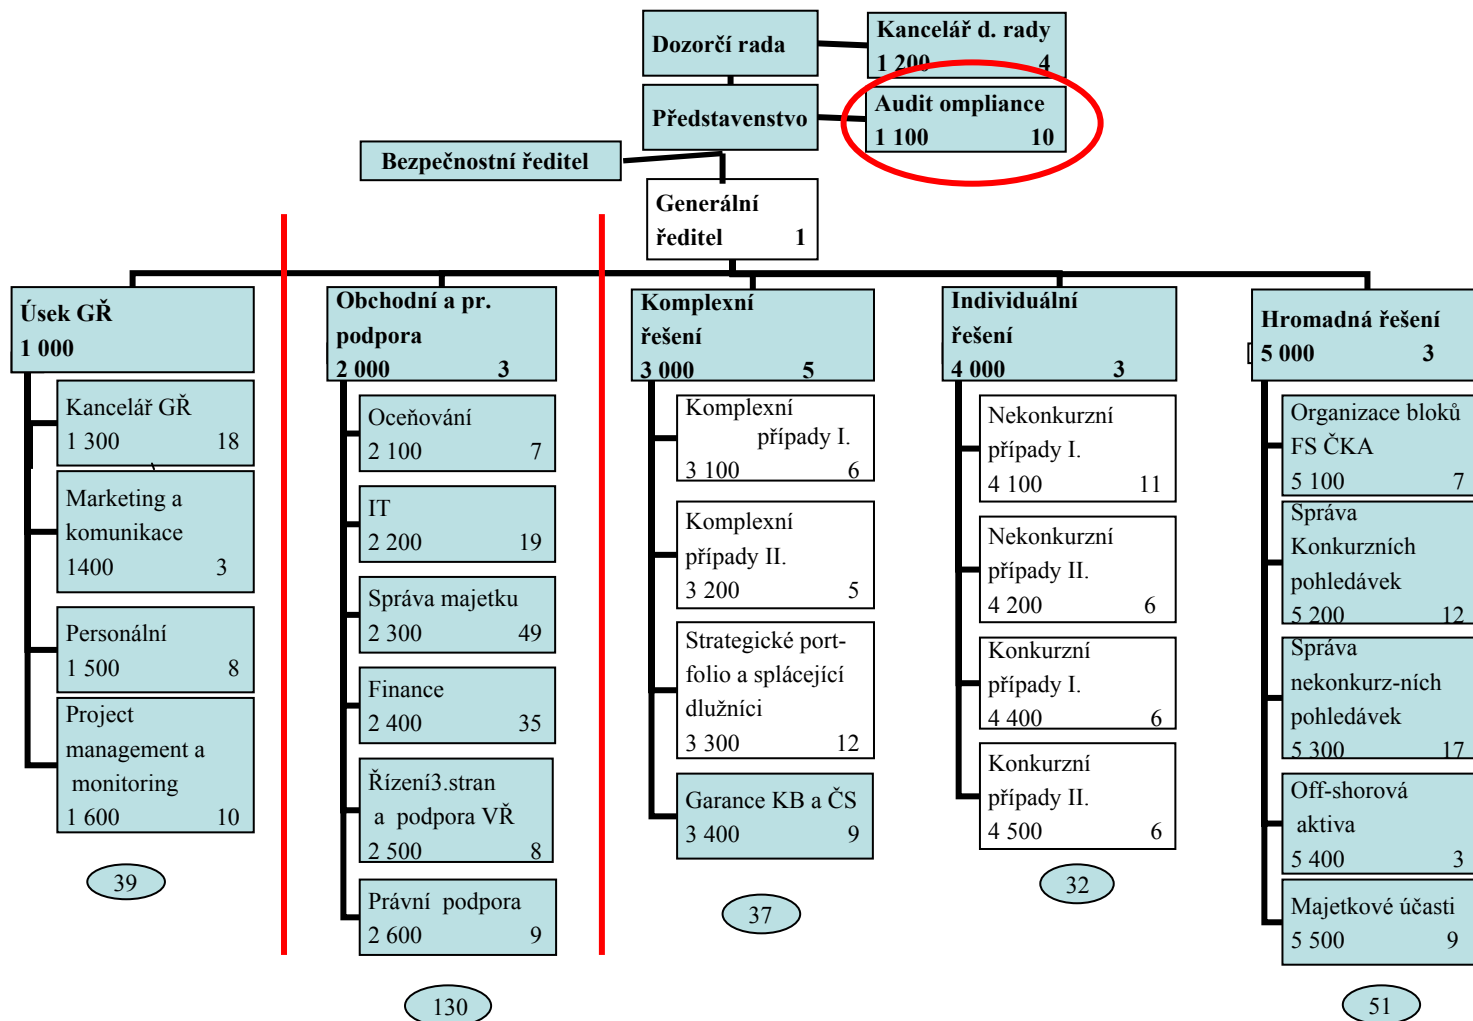 Dozorčí rada
Kancelář d. rady
1 200 4
Představenstvo
Audit ompliance
1 100 10
Bezpečnostní ředitel
Generální
ředitel 1
Úsek GŘ
1 000
Kancelář GŘ
1 300 18
Marketing a
komunikace
1400 3
Personální
1 500 8
Project
management a
monitoring
1 600 10
39
Obchodní a pr.
podpora
2 000 3
Oceňování
2 100 7
IT
2 200 19
Správa majetku
2 300 49
Finance
2 400 35
Řízení3.stran
a podpora VŘ
2 500 8
Právní podpora
2 600 9
130
Komplexní
řešení
3 000 5
Komplexní
případy I.
3 100 6
Komplexní
případy II.
3 200 5
Strategické port-
folio a splácející
dlužníci
3 300 12
Garance KB a ČS
3 400 9
37
Individuální
řešení
4 000 3
Nekonkurzní
případy I.
4 100 11
Nekonkurzní
případy II.
4 200 6
Konkurzní
případy I.
4 400 6
Konkurzní
případy II.
4 500 6
32
Hromadná řešení
5 000 3
Organizace bloků
FS ČKA
5 100 7
Správa
Konkurzních
pohledávek
5 200 12
Správa
nekonkurz-ních
pohledávek
5 300 17
Off-shorová
aktiva
5 400 3
Majetkové účasti
5 500 9
51